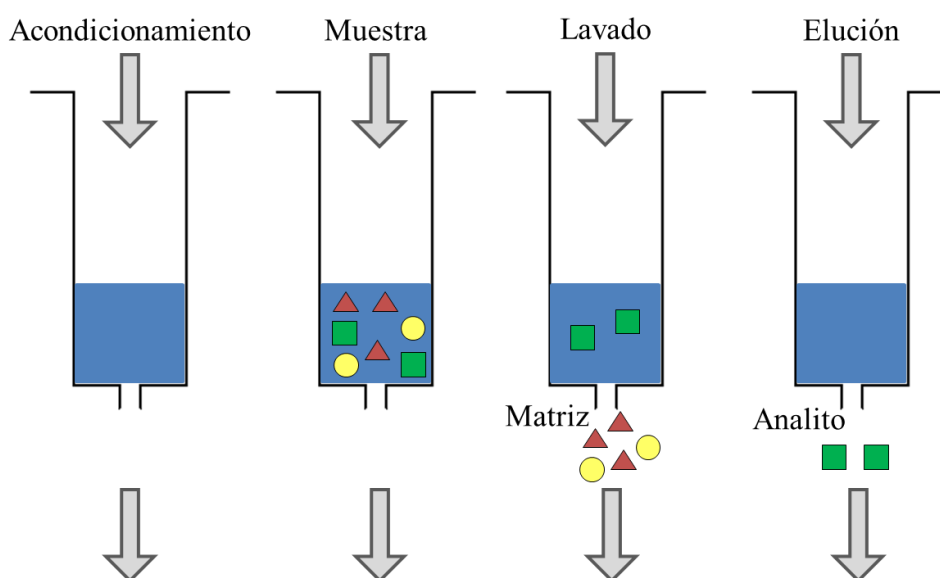 Acondicionamiento
Muestra
Lavado
Elución
Matriz
Analito